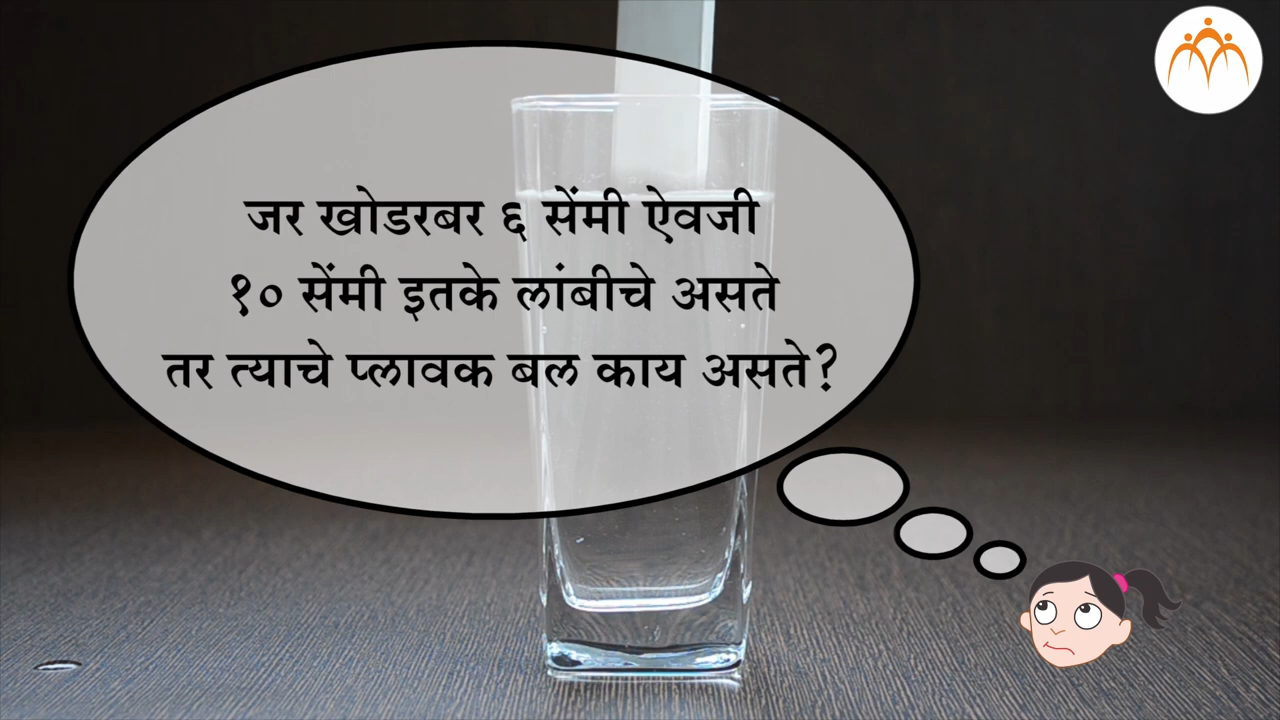 जर खोडरबर ६ सेंमी ऐवजी
१० सेंमी इतके लांबीचे असते
तर त्याचे प्लावक बल काय असते?